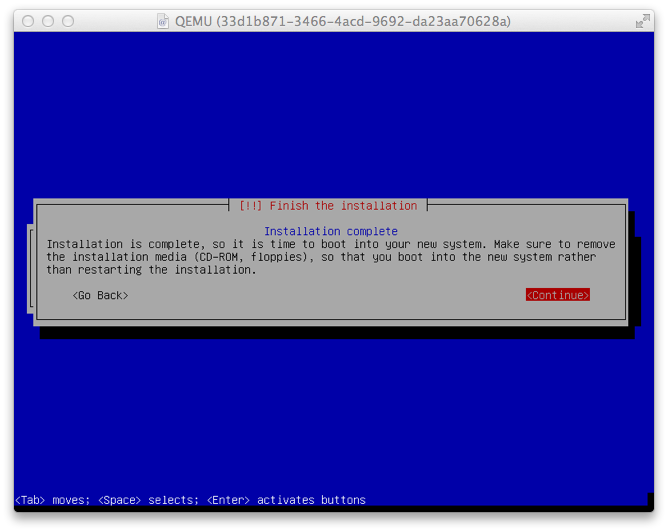 QEMU (33d1b871-3466-4acd-9692-da23aa70628a)
[!!] Finish the installation
Installation complete
Installation is complete, so it is time to boot into your new system. Make sure to remove
the installation media (CD-ROM, floppies), so that you boot into the new system rather
than restarting the installation.
<Go Back> <Continue>
<Tab> moves; <Space> selects; <Enter> activates buttons